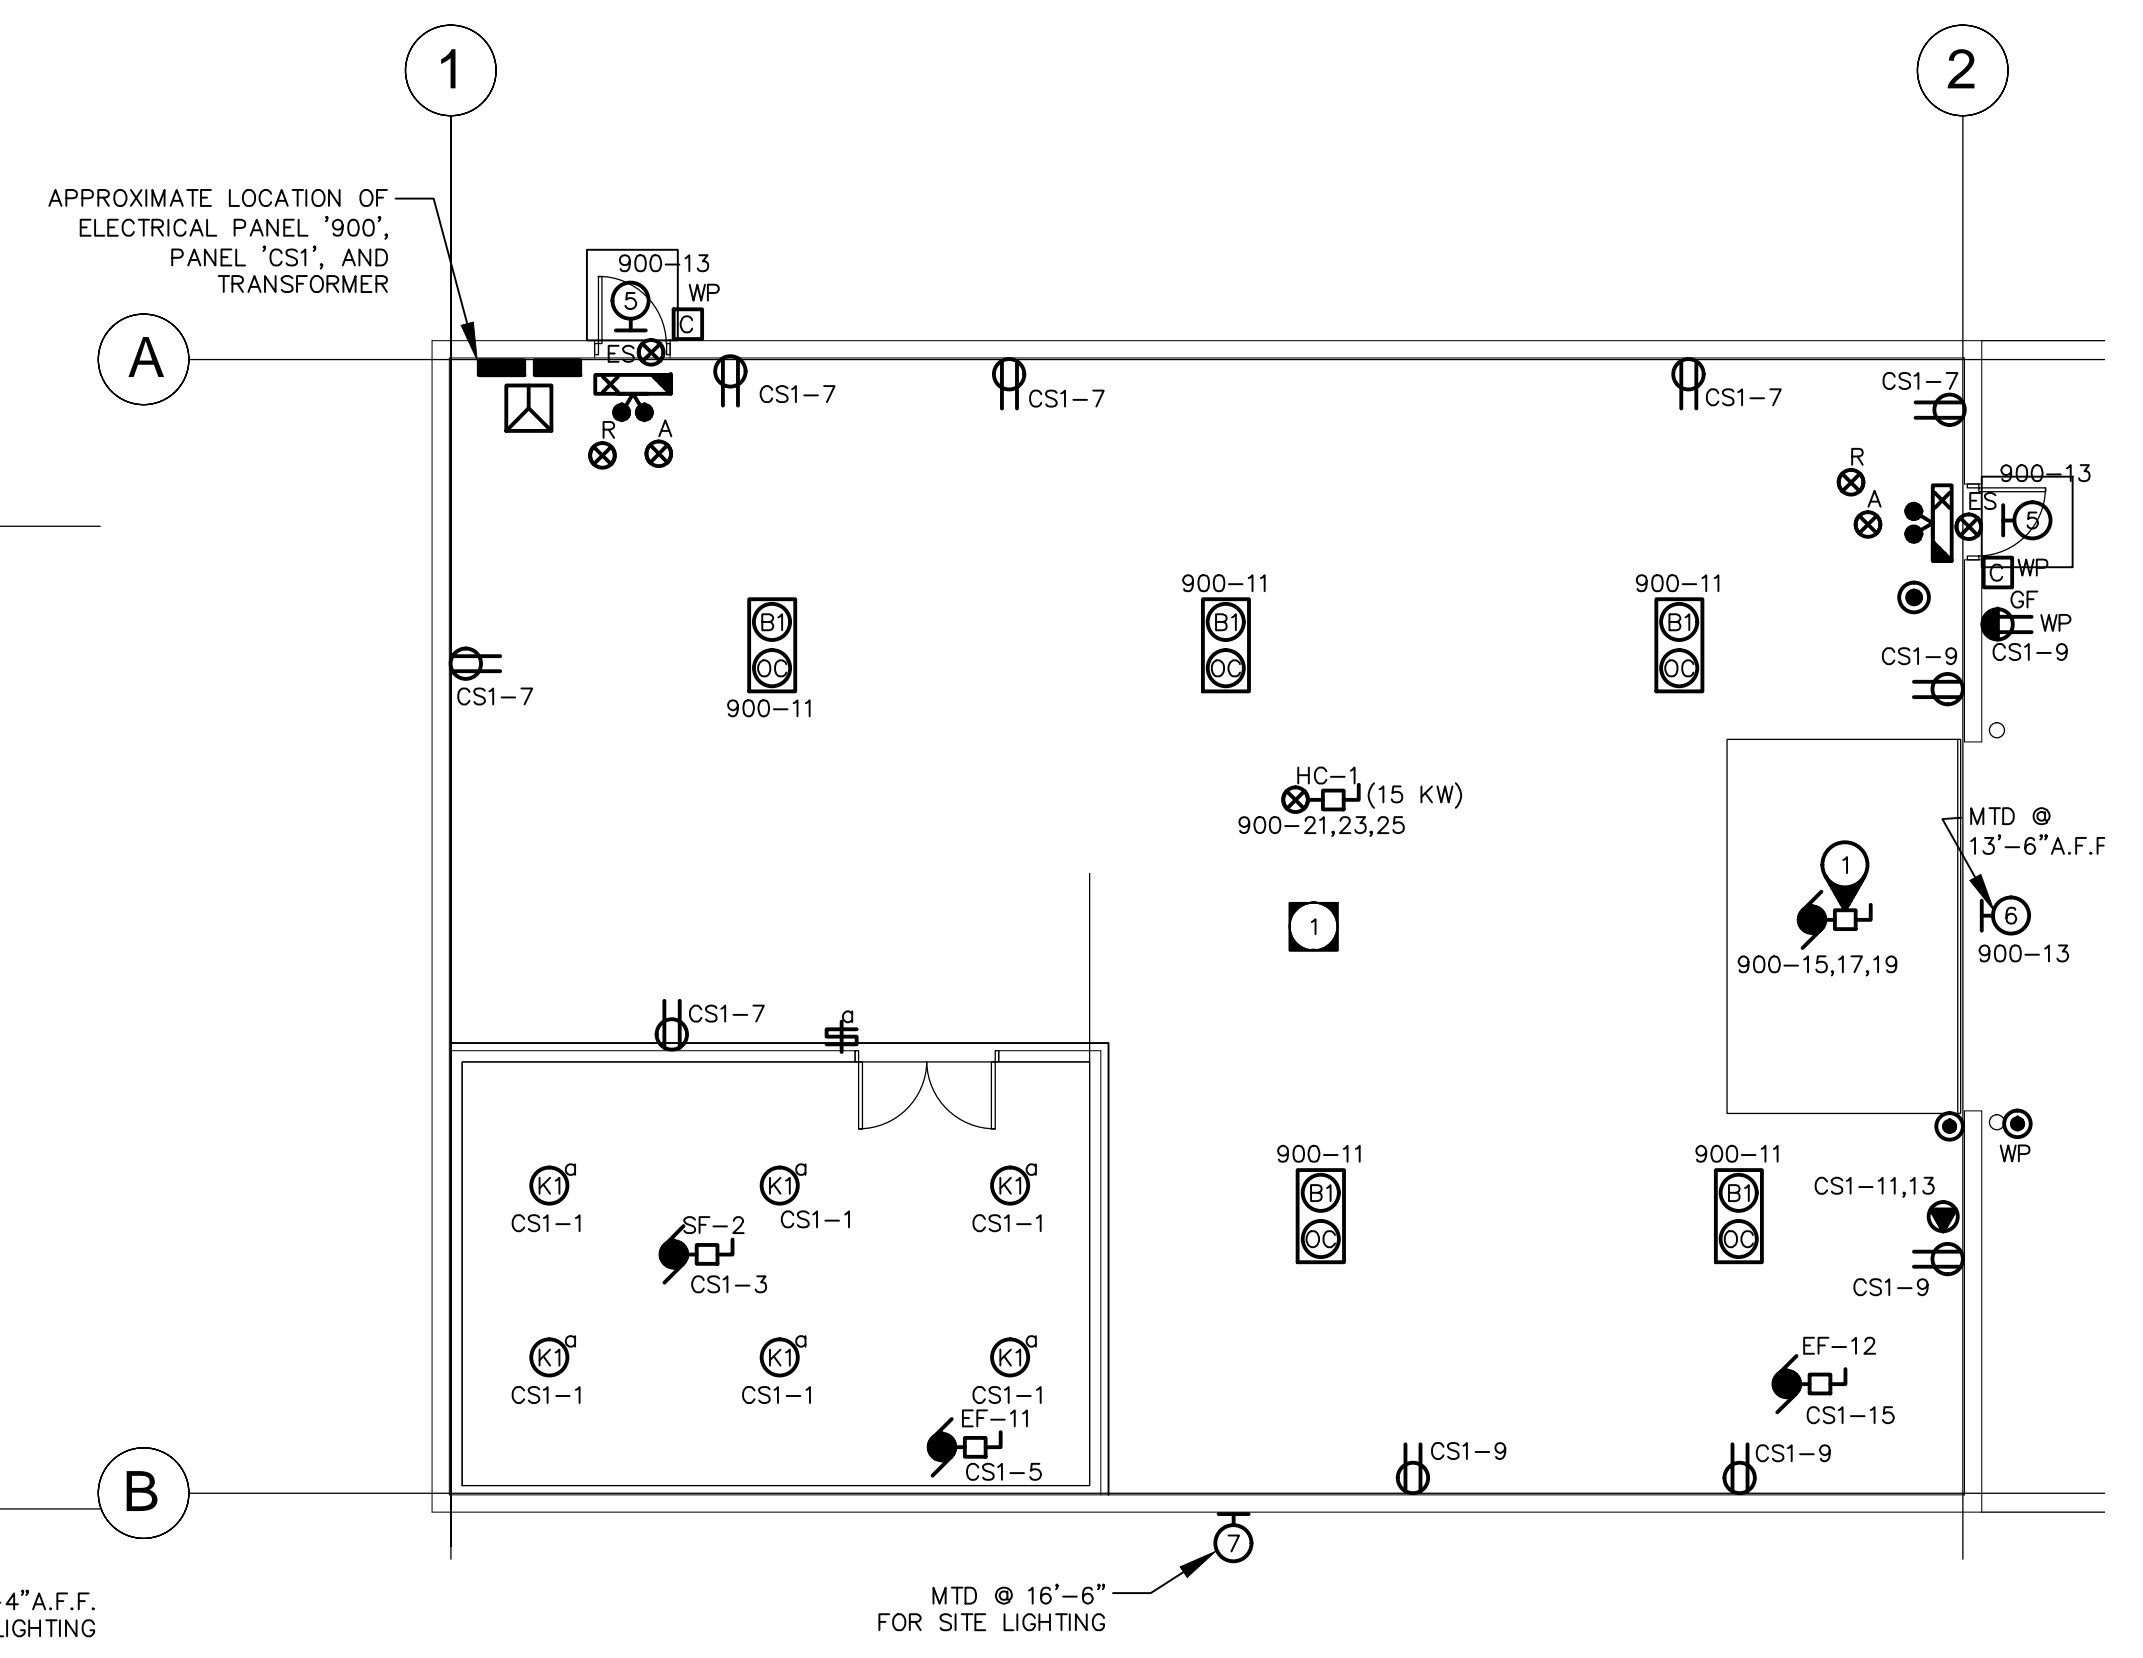 1
2
APPROXIMATE LOCATION OF
ELECTRICAL PANEL '900',
PANEL 'CS1', AND
TRANSFORMER
900-13
5
WP
C
A
ES
CS1-7
CS1-7
CS1-7
CS1-7
R
A
R
A
900-13
ES
5
C
WP
GF
WP
CS1-9
CS1-9
900-11
900-11
B1
B1
B1
OC
OC
OC
CS1-7
900-11
HC-1
(15 KW)
900-21,23,25
MTD @
13'-6"A.F.F
1
1
6
900-15,17,19
900-13
CS1-7
a
WP
900-11
900-11
a
a
a
K1
K1
K1
B1
B1
CS1-11,13
CS1-1
CS1-1
CS1-1
SF-2
OC
OC
CS1-3
CS1-9
a
a
a
K1
K1
K1
EF-12
CS1-1
CS1-1
CS1-1
EF-11
CS1-15
CS1-5
CS1-9
CS1-9
B
7
MTD @ 16'-6"
FOR SITE LIGHTING
4"A.F.F.
LIGHTING